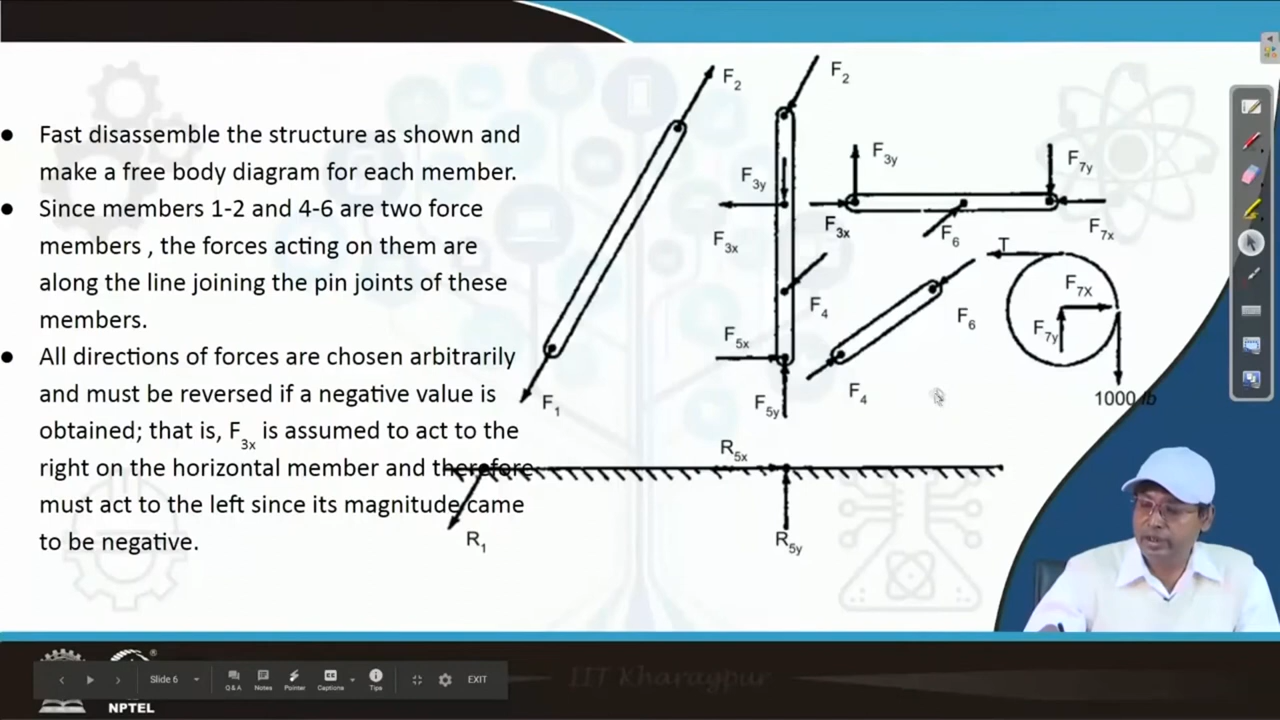 ● Fast disassemble the structure as shown and
make a free body diagram for each member.
● Since members 1-2 and 4-6 are two force
members , the forces acting on them are
along the line joining the pin joints of these
members.
● All directions of forces are chosen arbitrarily
and must be reversed if a negative value is
obtained; that is, F3x is assumed to act to the
right on the horizontal member and therefore
must act to the left since its magnitude came
to be negative.
F2
F1
F2
F3y
F3x
F4
F5x
F5y
F3y
F7y
F3x
F6
F7x
F6
F4
T
F7X
F7y
1000 lb
R5x
R1
R5y
IIT Kharagpur
Slide 6
Q & A
Notes
Pointer
Captions
Tips
EXIT
NPTEL